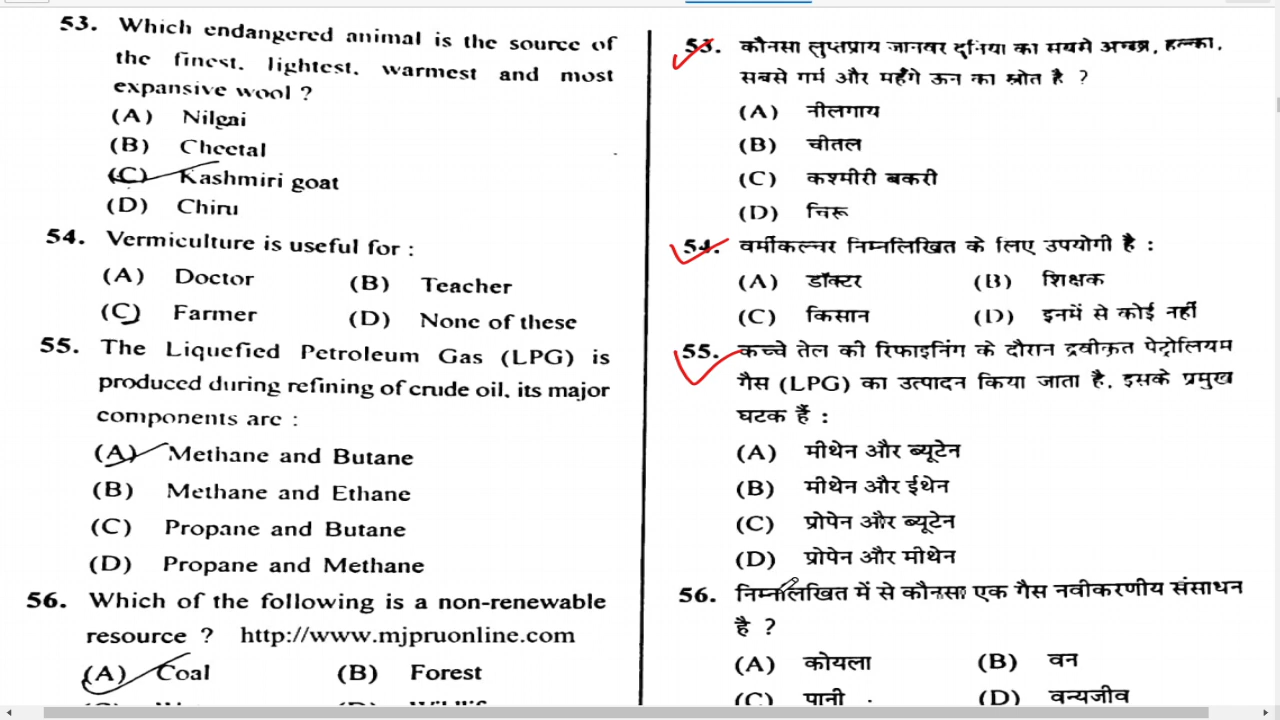 53. Which endangered animal is the source of
the finest, lightest, warmest and most
expansive wool ?
(A) Nilgai
(B) Cheetal
(C) Kashmiri goat
(D) Chiru
54. Vermiculture is useful for :
(A) Doctor (B) Teacher
(C) Farmer (D) None of these
55. The Liquefied Petroleum Gas (LPG) is
produced during refining of crude oil, its major
components are :
(A) Methane and Butane
(B) Methane and Ethane
(C) Propane and Butane
(D) Propane and Methane
56. Which of the following is a non-renewable
resource ? http://www.mjpruonline.com
(A) Coal (B) Forest
53. कौनसा लुप्तप्राय जानवर दुनिया का सबसे हल्का,
सबसे गर्म और महँगे ऊन का स्रोत है ?
(A) नीलगाय
(B) चीतल
(C) कश्मीरी बकरी
(D) चिरू
54. वर्मीकल्चर निम्नलिखित के लिए उपयोगी है :
(A) डॉक्टर (B) शिक्षक
(C) किसान (D) इनमें से कोई नहीं
55. कच्चे तेल की रिफाइनिंग के दौरान द्रवीकृत पेट्रोलियम
गैस (LPG) का उत्पादन किया जाता है, इसके प्रमुख
घटक हैं :
(A) मीथेन और ब्यूटेन
(B) मीथेन और ईथेन
(C) प्रोपेन और ब्यूटेन
(D) प्रोपेन और मीथेन
56. निम्नलिखित में से कौनसा एक गैस नवीकरणीय संसाधन
है ?
(A) कोयला (B) वन
(C) पानी (D) वन्यजीव